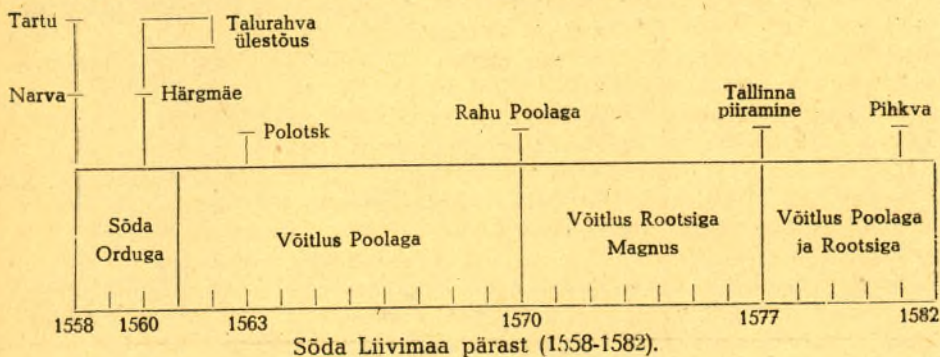 Tartu
Talurahva
ülestõus
Narva
Härgmäe
Polotsk
Rahu Poolaga
Tallinna
piiramine
Pihkva
Sõda
Orduga
Võitlus Poolaga
Võitlus Rootsiga
Magnus
Võitlus Poolaga
ja Rootsiga
1558 1560 1563 1570 1577 1582
Sõda Liivimaa pärast (1558-1582).